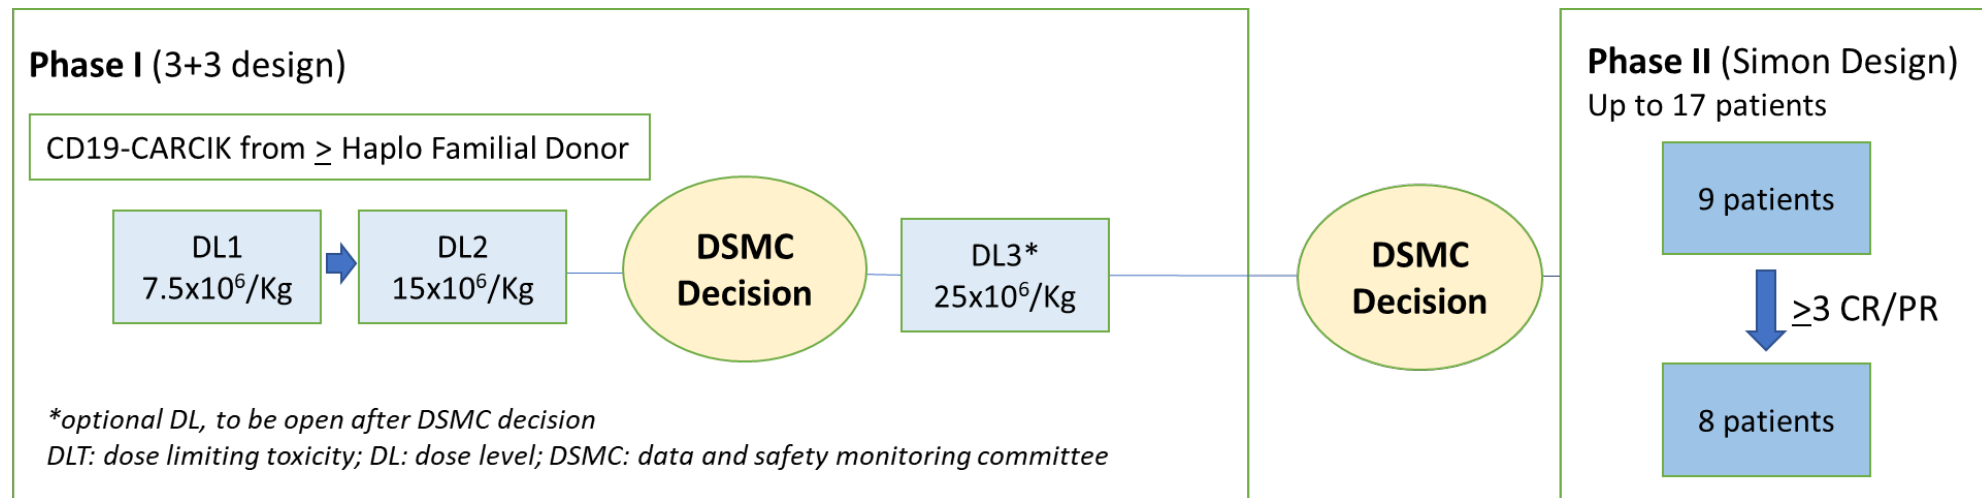 Phase I (3+3 design)
CD19-CARCIK from ≥ Haplo Familial Donor
DL1
7.5x10⁶/Kg
DL2
15x10⁶/Kg
DSMC
Decision
DL3*
25x10⁶/Kg
*optional DL, to be open after DSMC decision
DLT: dose limiting toxicity; DL: dose level; DSMC: data and safety monitoring committee
DSMC
Decision
Phase II (Simon Design)
Up to 17 patients
9 patients
≥3 CR/PR
8 patients